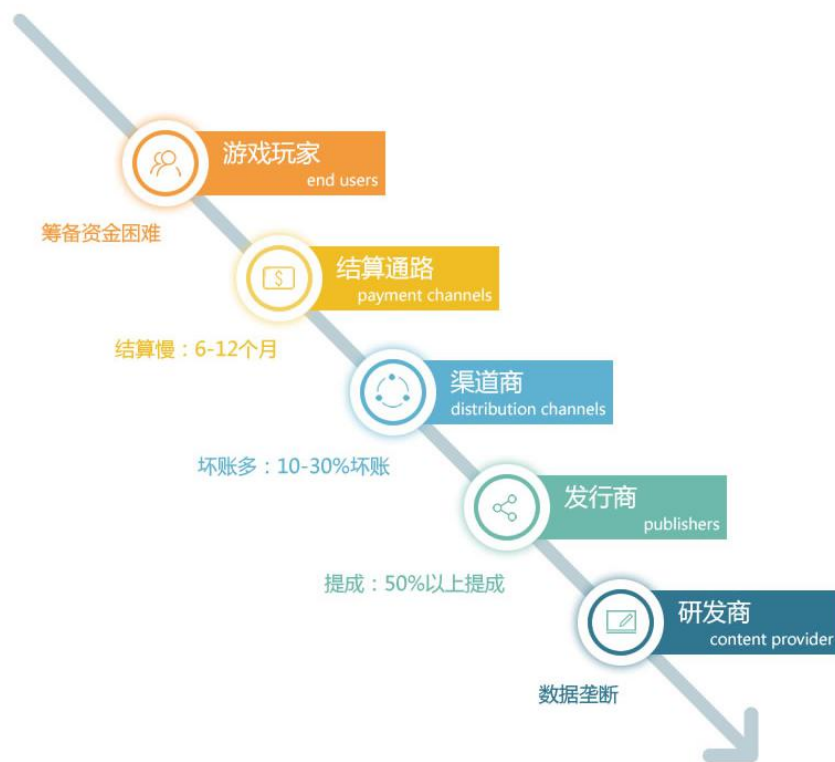 游戏玩家
end users
筹备资金困难
结算通路
payment channels
结算慢：6-12个月
渠道商
distribution channels
坏账多：10-30%坏账
发行商
publishers
提成：50%以上提成
研发商
content provider
数据垄断